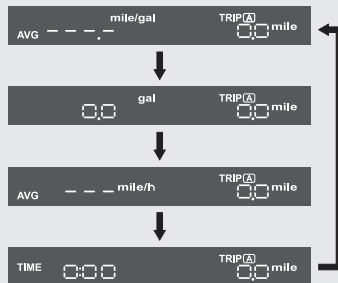 mile/gal TRIP A
AVG ---.- 0.0 mile
gal TRIP A
0.0 0.0 mile
TRIP A
AVG --- mile/h 0.0 mile
TRIP A
TIME 0:00 0.0 mile